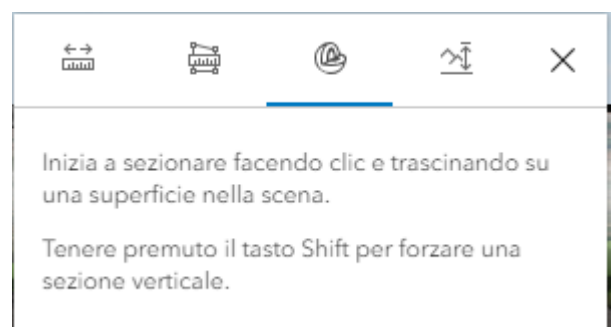 Inizia a sezionare facendo clic e trascinando su
una superficie nella scena.
Tenere premuto il tasto Shift per forzare una
sezione verticale.